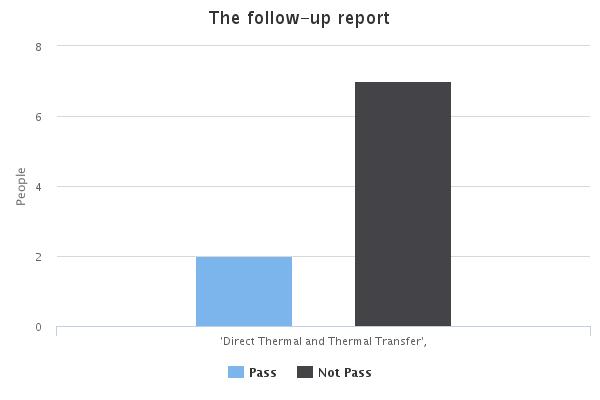 The follow-up report
8
6
4
2
0
People
'Direct Thermal and Thermal Transfer',
Pass
Not Pass